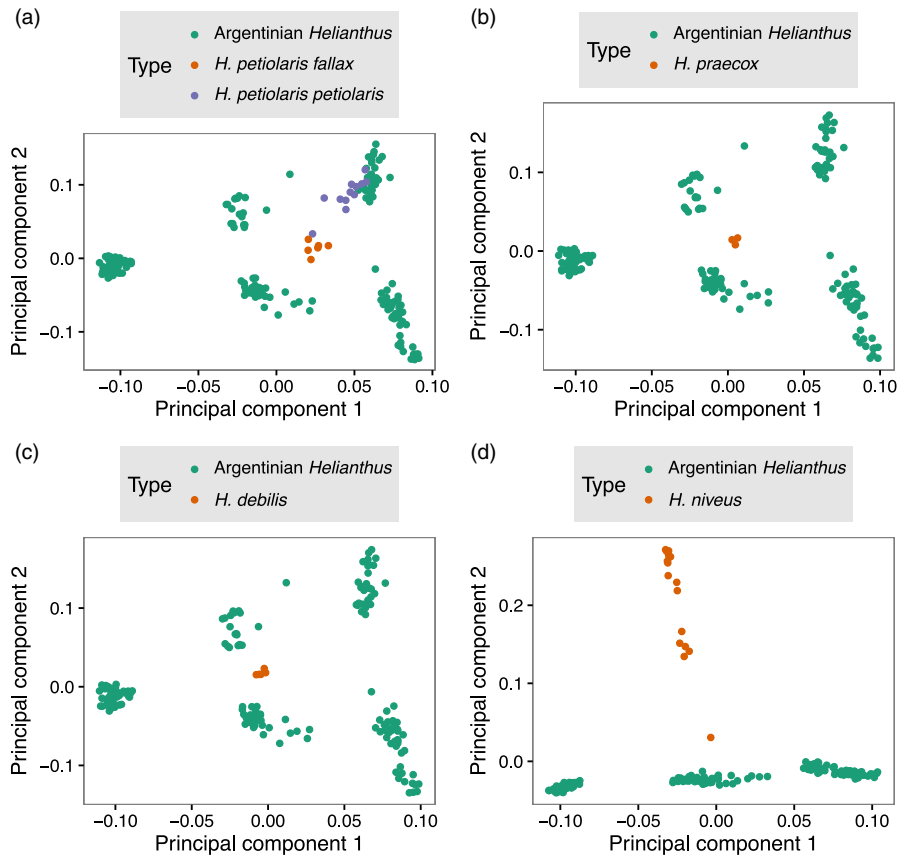 (a)
Type
Argentinian Helianthus
H. petiolaris fallax
H. petiolaris petiolaris
Principal component 2
0.1
0.0
−0.1
−0.10
−0.05
0.00
0.05
0.10
Principal component 1
(b)
Type
Argentinian Helianthus
H. praecox
Principal component 2
0.1
0.0
−0.1
−0.10
−0.05
0.00
0.05
0.10
Principal component 1
(c)
Type
Argentinian Helianthus
H. debilis
Principal component 2
0.1
0.0
−0.1
−0.10
−0.05
0.00
0.05
0.10
Principal component 1
(d)
Type
Argentinian Helianthus
H. niveus
Principal component 2
0.2
0.1
0.0
−0.10
−0.05
0.00
0.05
0.10
Principal component 1